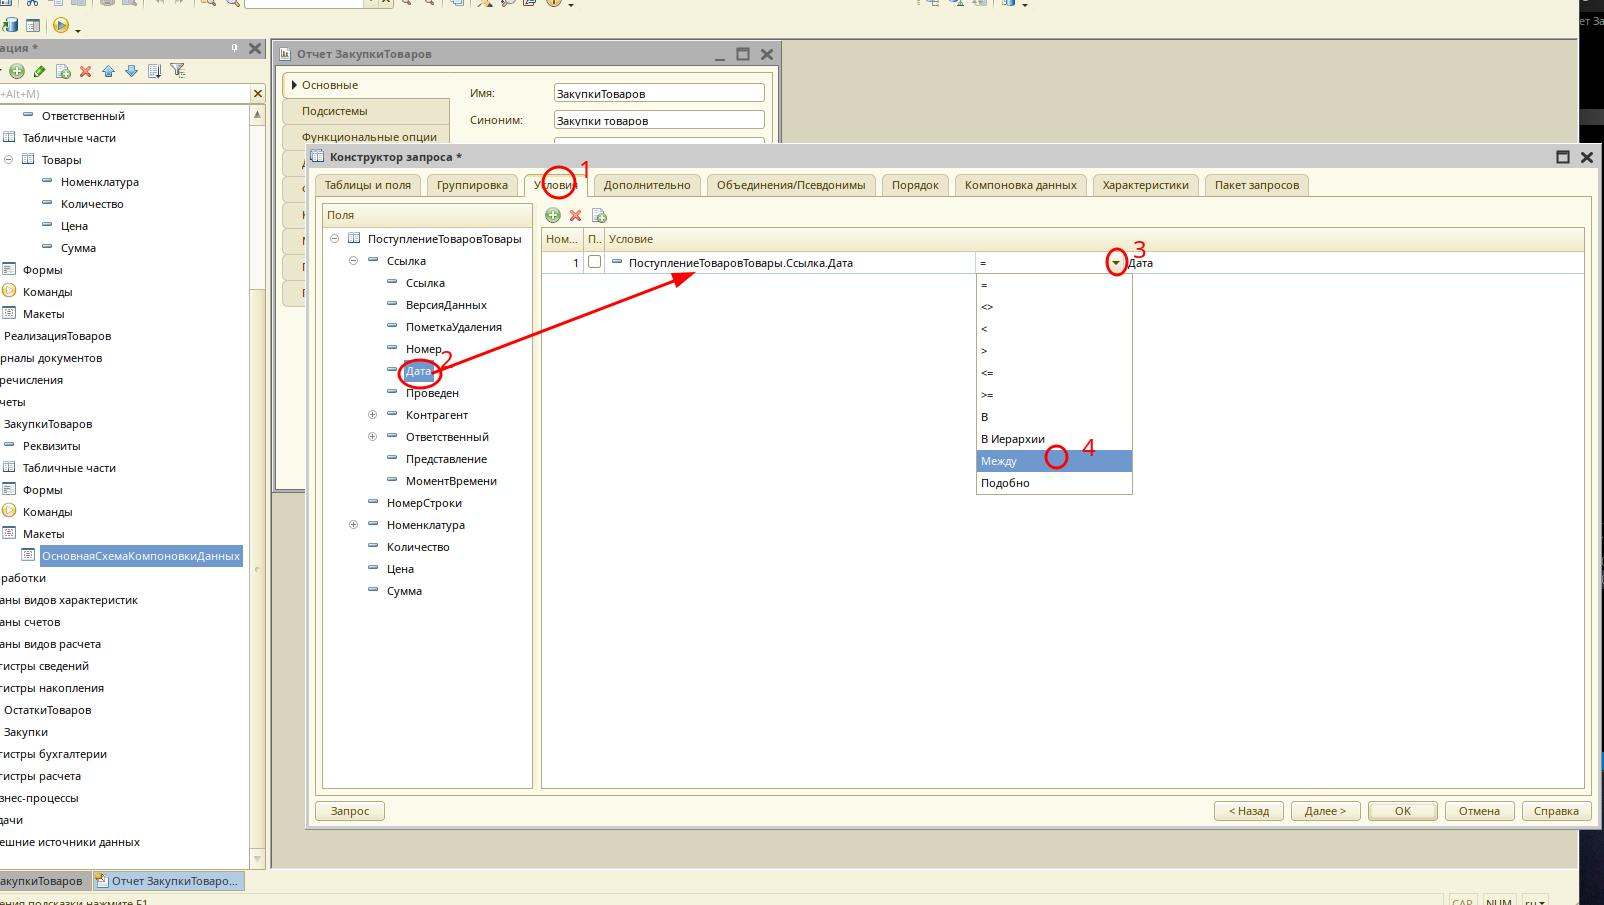 ация *
+Alt+M)
Ответственный
Табличные части
Товары
Номенклатура
Количество
Цена
Сумма
Формы
Команды
Макеты
РеализацияТоваров
рналы документов
речисления
четы
ЗакупкиТоваров
Реквизиты
Табличные части
Формы
Команды
Макеты
ОсновнаяСхемаКомпоновкиДанных
работки
аны видов характеристик
аны счетов
аны видов расчета
гистры сведений
гистры накопления
ОстаткиТоваров
Закупки
гистры бухгалтерии
гистры расчета
знес-процессы
дачи
ешние источники данных
Отчет ЗакупкиТоваров
Основные
Подсистемы
Функциональные опции
Имя:
ЗакупкиТоваров
Синоним:
Закупки товаров
Конструктор запроса *
Таблицы и поля
Группировка
Условия
Дополнительно
Объединения/Псевдонимы
Порядок
Компоновка данных
Характеристики
Пакет запросов
1
Поля
ПоступлениеТоваровТовары
Ссылка
Ссылка
ВерсияДанных
ПометкаУдаления
Номер
Дата
2
Проведен
Контрагент
Ответственный
Представление
МоментВремени
НомерСтроки
Номенклатура
Количество
Цена
Сумма
Ном... П.. Условие
1 ПоступлениеТоваровТовары.Ссылка.Дата = Дата
3
=
<>
<
>
<=
>=
В
В Иерархии
Между
4
Подобно
Запрос
< Назад
Далее >
OK
Отмена
Справка
акупкиТоваров
Отчет ЗакупкиТоваро...
ения подсказки нажмите F1
CAP NUM ru